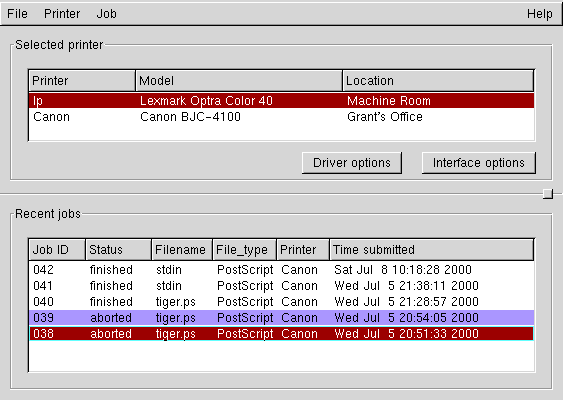 File Printer Job Help
Selected printer
Printer Model Location
lp Lexmark Optra Color 40 Machine Room
Canon Canon BJC-4100 Grant's Office
Driver options Interface options
Recent jobs
Job ID Status Filename File_type Printer Time submitted
042 finished stdin PostScript Canon Sat Jul 8 10:18:28 2000
041 finished stdin PostScript Canon Wed Jul 5 21:38:11 2000
040 finished tiger.ps PostScript Canon Wed Jul 5 21:28:57 2000
039 aborted tiger.ps PostScript Canon Wed Jul 5 20:54:05 2000
038 aborted tiger.ps PostScript Canon Wed Jul 5 20:51:33 2000